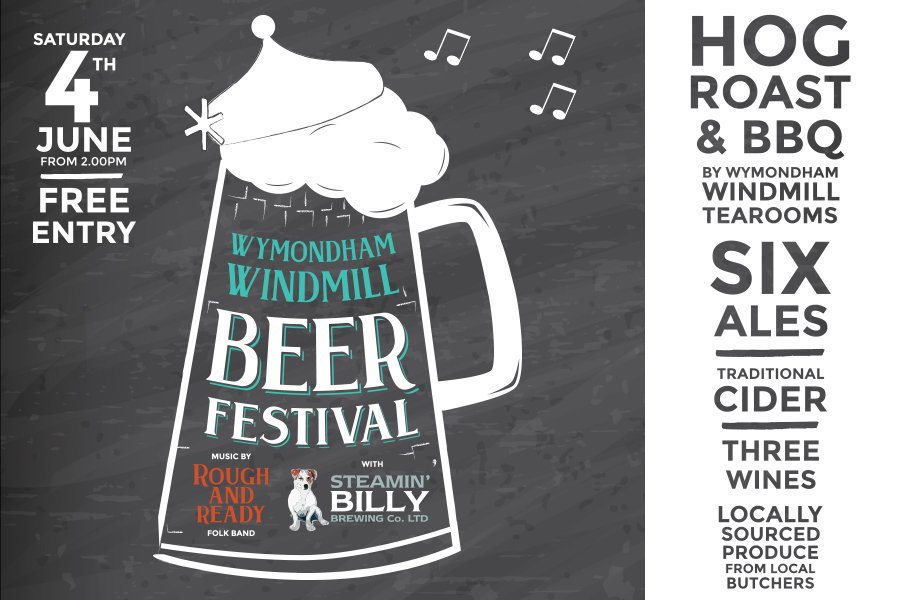 SATURDAY
4TH
JUNE
FROM 2.00PM
FREE
ENTRY
WYMONDHAM
WINDMILL
BEER
FESTIVAL
MUSIC BY
ROUGH
AND
READY
FOLK BAND
WITH
STEAMIN'
BILLY
BREWING Co. LTD
HOG
ROAST
& BBQ
BY WYMONDHAM
WINDMILL
TEAROOMS
SIX
ALES
TRADITIONAL
CIDER
THREE
WINES
LOCALLY
SOURCED
PRODUCE
FROM LOCAL
BUTCHERS